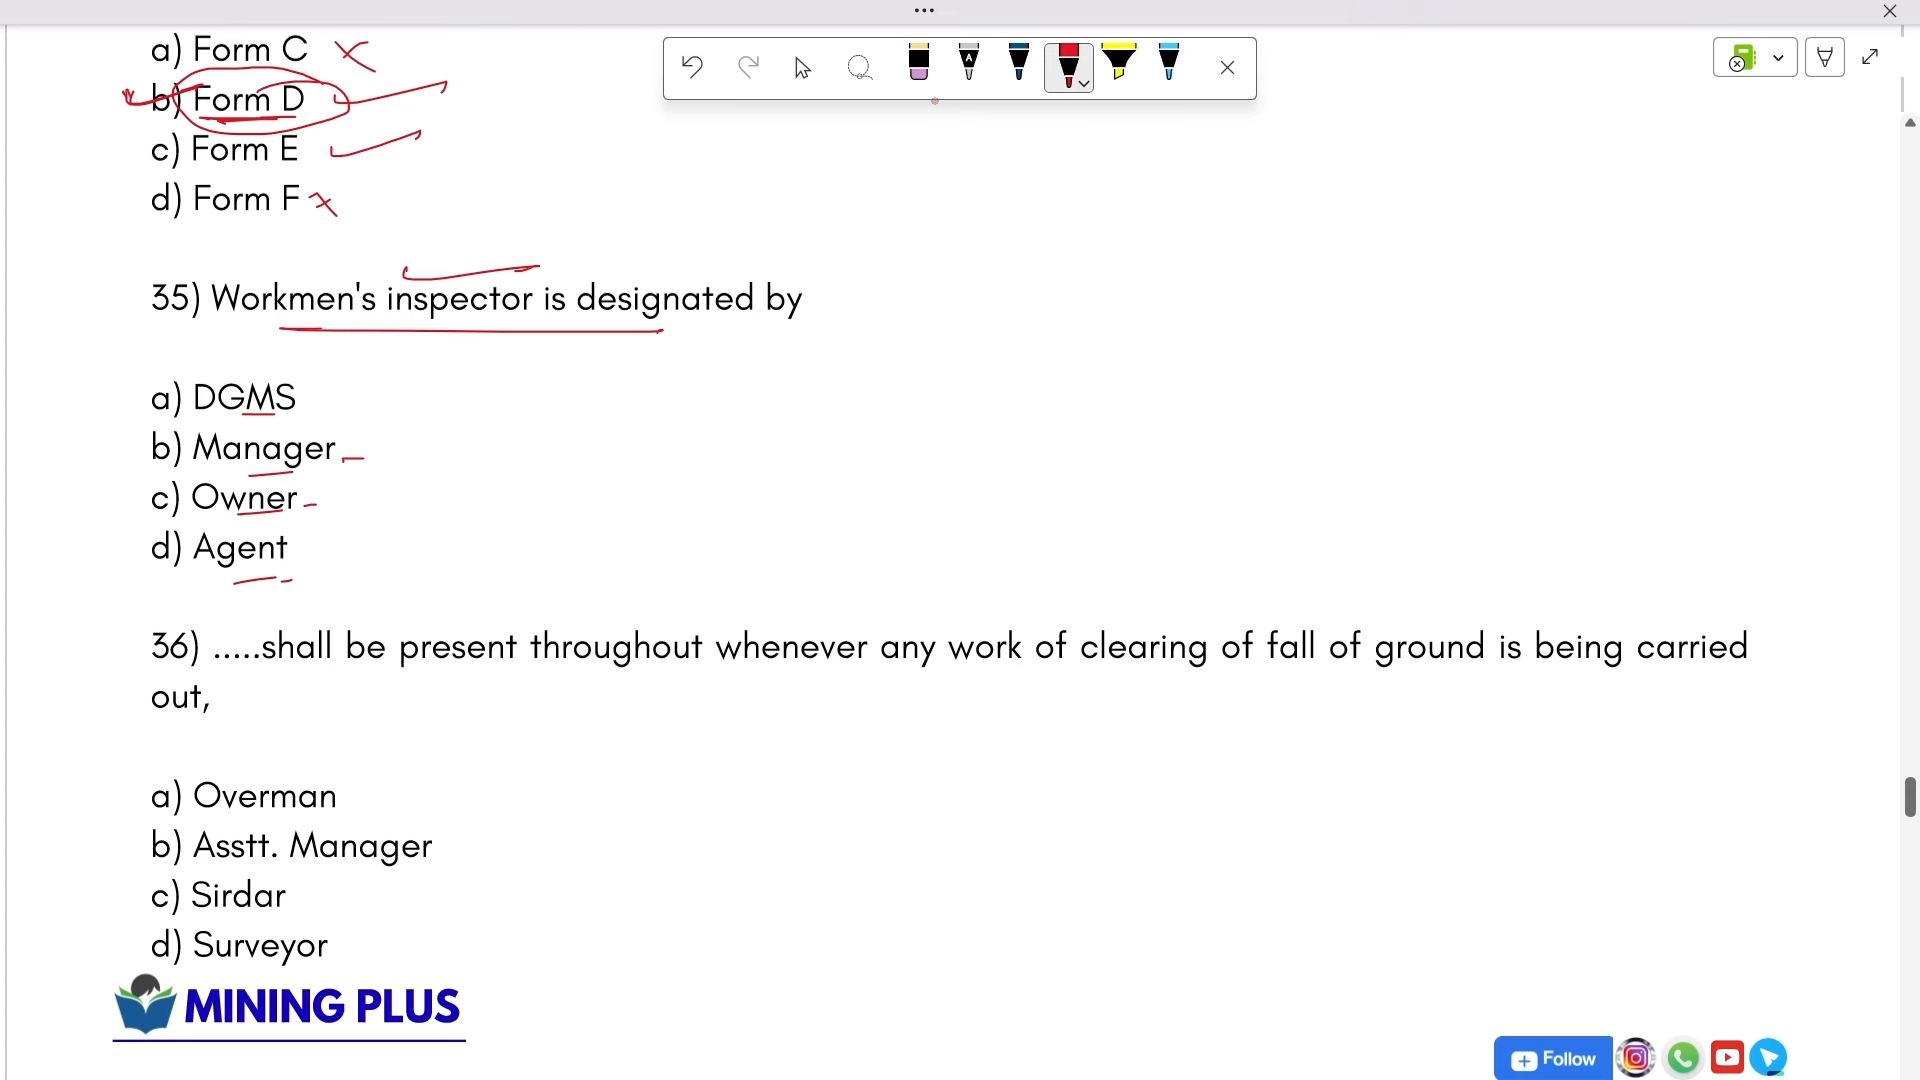 a) Form C
b) Form D
c) Form E
d) Form F
35) Workmen's inspector is designated by
a) DGMS
b) Manager
c) Owner
d) Agent
36) .....shall be present throughout whenever any work of clearing of fall of ground is being carried
out,
a) Overman
b) Asstt. Manager
c) Sirdar
d) Surveyor
MINING PLUS
Follow